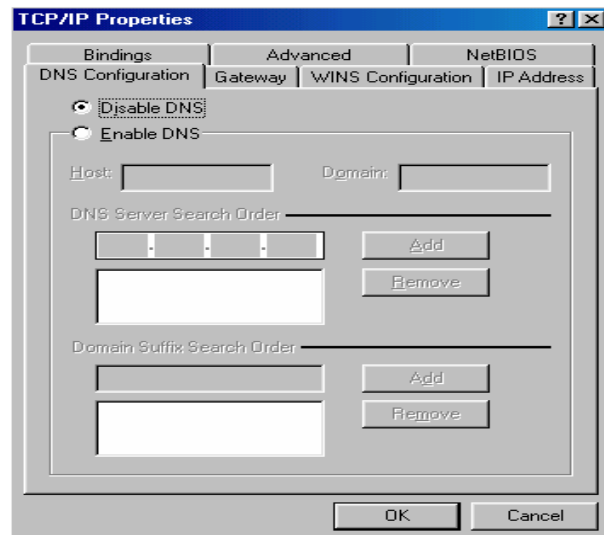 TCP/IP Properties
? ×
Bindings Advanced NetBIOS
DNS Configuration Gateway WINS Configuration IP Address
Disable DNS
Enable DNS
Host: Domain:
DNS Server Search Order
. . . Add
Remove
Domain Suffix Search Order
Add
Remove
OK Cancel